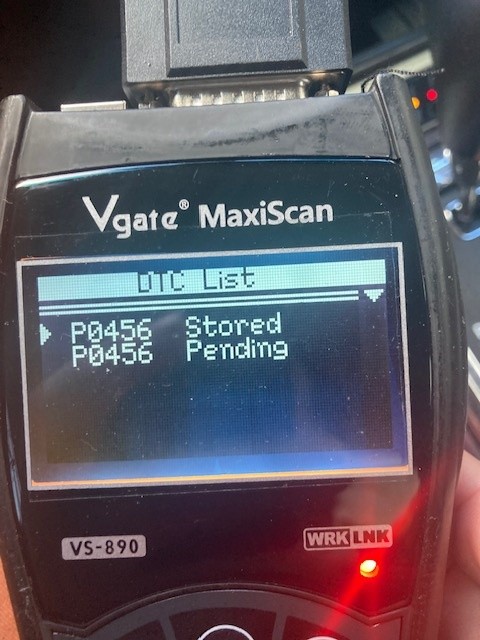 Vgate® MaxiScan
DTC List
P0456 Stored
P0456 Pending
VS-890
WRK LNK